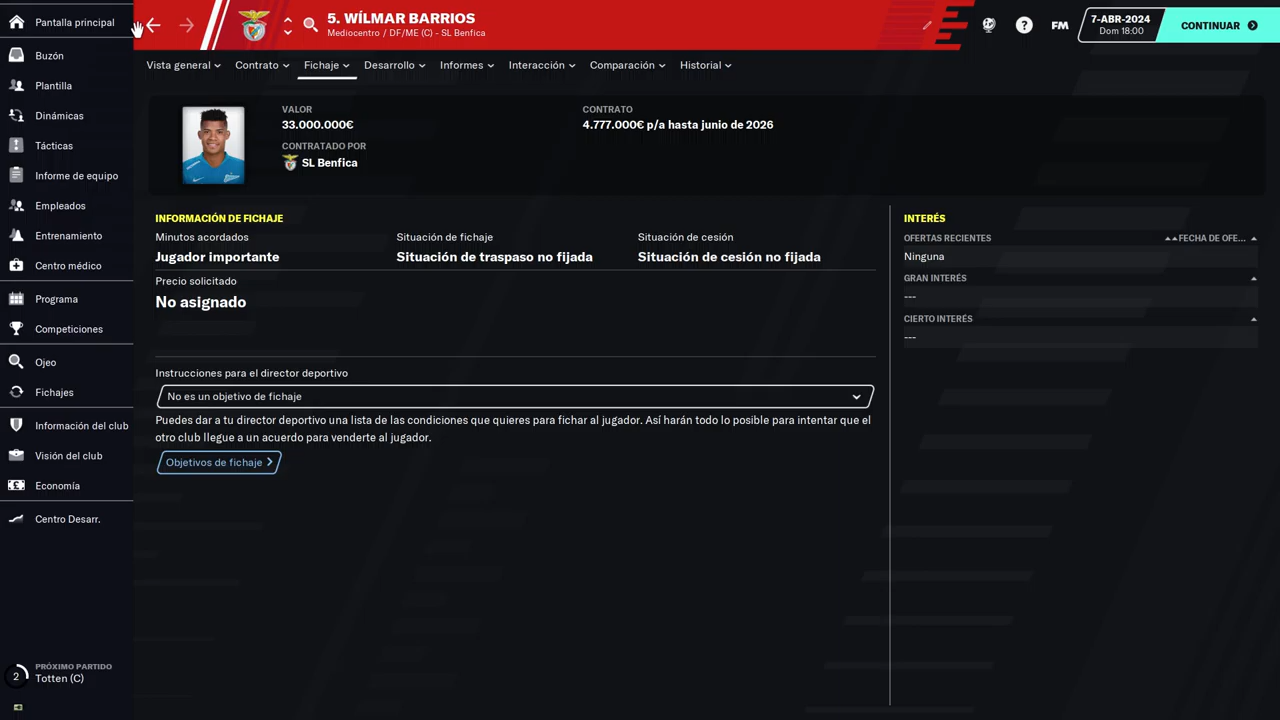 Pantalla principal
Buzón
Plantilla
Dinámicas
Tácticas
Informe de equipo
Empleados
Entrenamiento
Centro médico
Programa
Competiciones
Ojeo
Fichajes
Información del club
Visión del club
Economía
Centro Desarr.
2
PRÓXIMO PARTIDO
Totten (C)
5. WÍLMAR BARRIOS
Mediocentro / DF/ME (C) - SL Benfica
?
FM
7-ABR-2024
Dom 18:00
CONTINUAR
Vista general
Contrato
Fichaje
Desarrollo
Informes
Interacción
Comparación
Historial
VALOR
33.000.000€
CONTRATADO POR
SL Benfica
CONTRATO
4.777.000€ p/a hasta junio de 2026
INFORMACIÓN DE FICHAJE
Minutos acordados
Jugador importante
Situación de fichaje
Situación de traspaso no fijada
Situación de cesión
Situación de cesión no fijada
Precio solicitado
No asignado
Instrucciones para el director deportivo
No es un objetivo de fichaje
Puedes dar a tu director deportivo una lista de las condiciones que quieres para fichar al jugador. Así harán todo lo posible para intentar que el
otro club llegue a un acuerdo para venderte al jugador.
Objetivos de fichaje
INTERÉS
OFERTAS RECIENTES
FECHA DE OFE...
Ninguna
GRAN INTERÉS
---
CIERTO INTERÉS
---